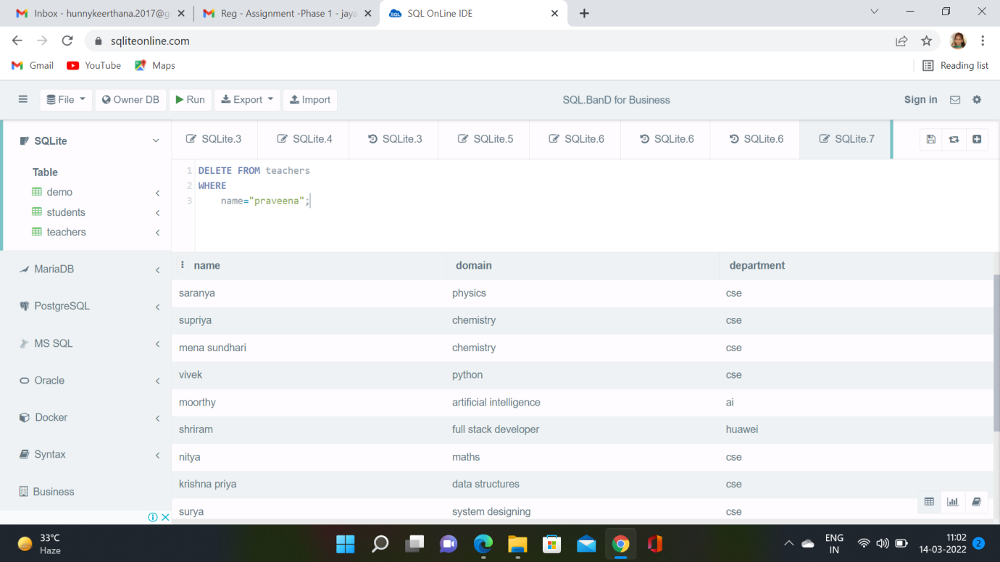 Inbox - hunnykeerthana.2017@g
Reg - Assignment -Phase 1 - jaya
SQL OnLine IDE
sqliteonline.com
Gmail
YouTube
Maps
Reading list
File
Owner DB
Run
Export
Import
SQL.BanD for Business
Sign in
SQLite
SQLite.3
SQLite.4
SQLite.3
SQLite.5
SQLite.6
SQLite.6
SQLite.6
SQLite.7
Table
demo
students
teachers
MariaDB
PostgreSQL
MS SQL
Oracle
Docker
Syntax
Business
1 DELETE FROM teachers
2 WHERE
3 name="praveena";
name domain department
saranya physics cse
supriya chemistry cse
mena sundhari chemistry cse
vivek python cse
moorthy artificial intelligence ai
shriram full stack developer huawei
nitya maths cse
krishna priya data structures cse
surya system designing cse
33°C
Haze
ENG
IN
11:02
14-03-2022
2